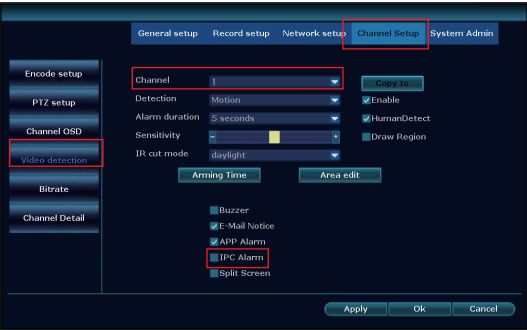 General setup Record setup Network setup Channel Setup System Admin
Encode setup
PTZ setup
Channel OSD
Video detection
Bitrate
Channel Detail
Channel 1 Copy to
Detection Motion Enable
Alarm duration 5 seconds HumanDetect
Sensitivity - + Draw Region
IR cut mode daylight
Arming Time Area edit
Buzzer
E-Mail Notice
APP Alarm
IPC Alarm
Split Screen
Apply Ok Cancel